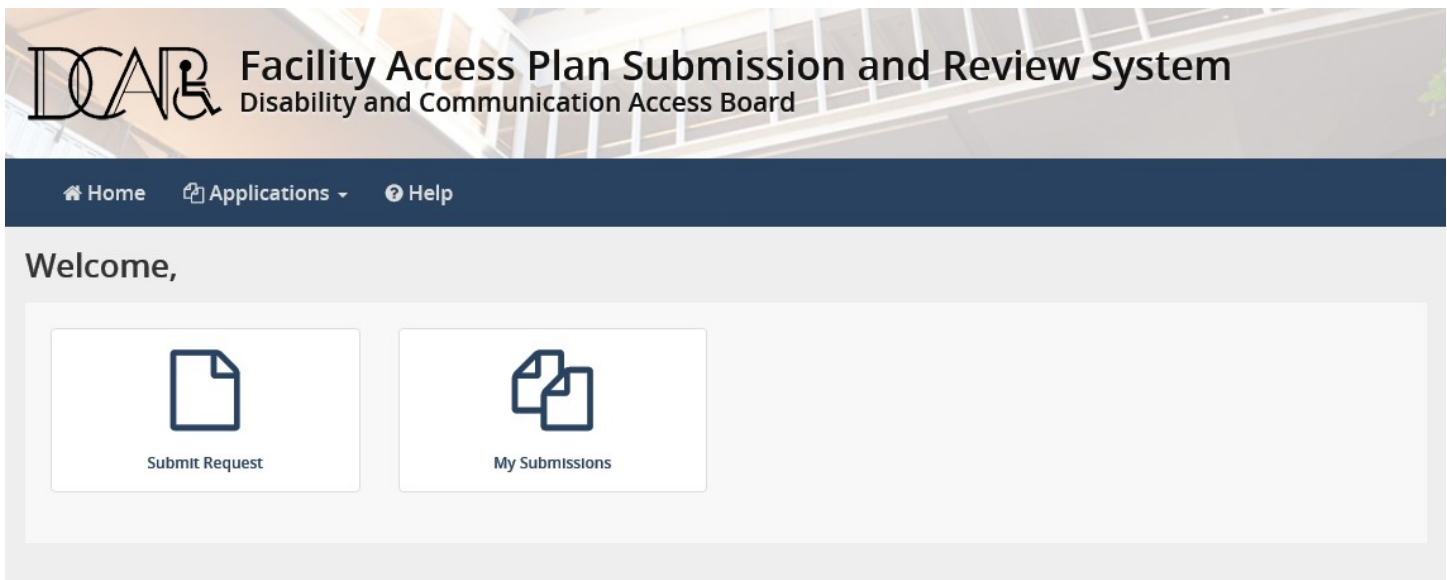 DCAB
Facility Access Plan Submission and Review System
Disability and Communication Access Board
Home Applications Help
Welcome,
Submit Request My Submissions